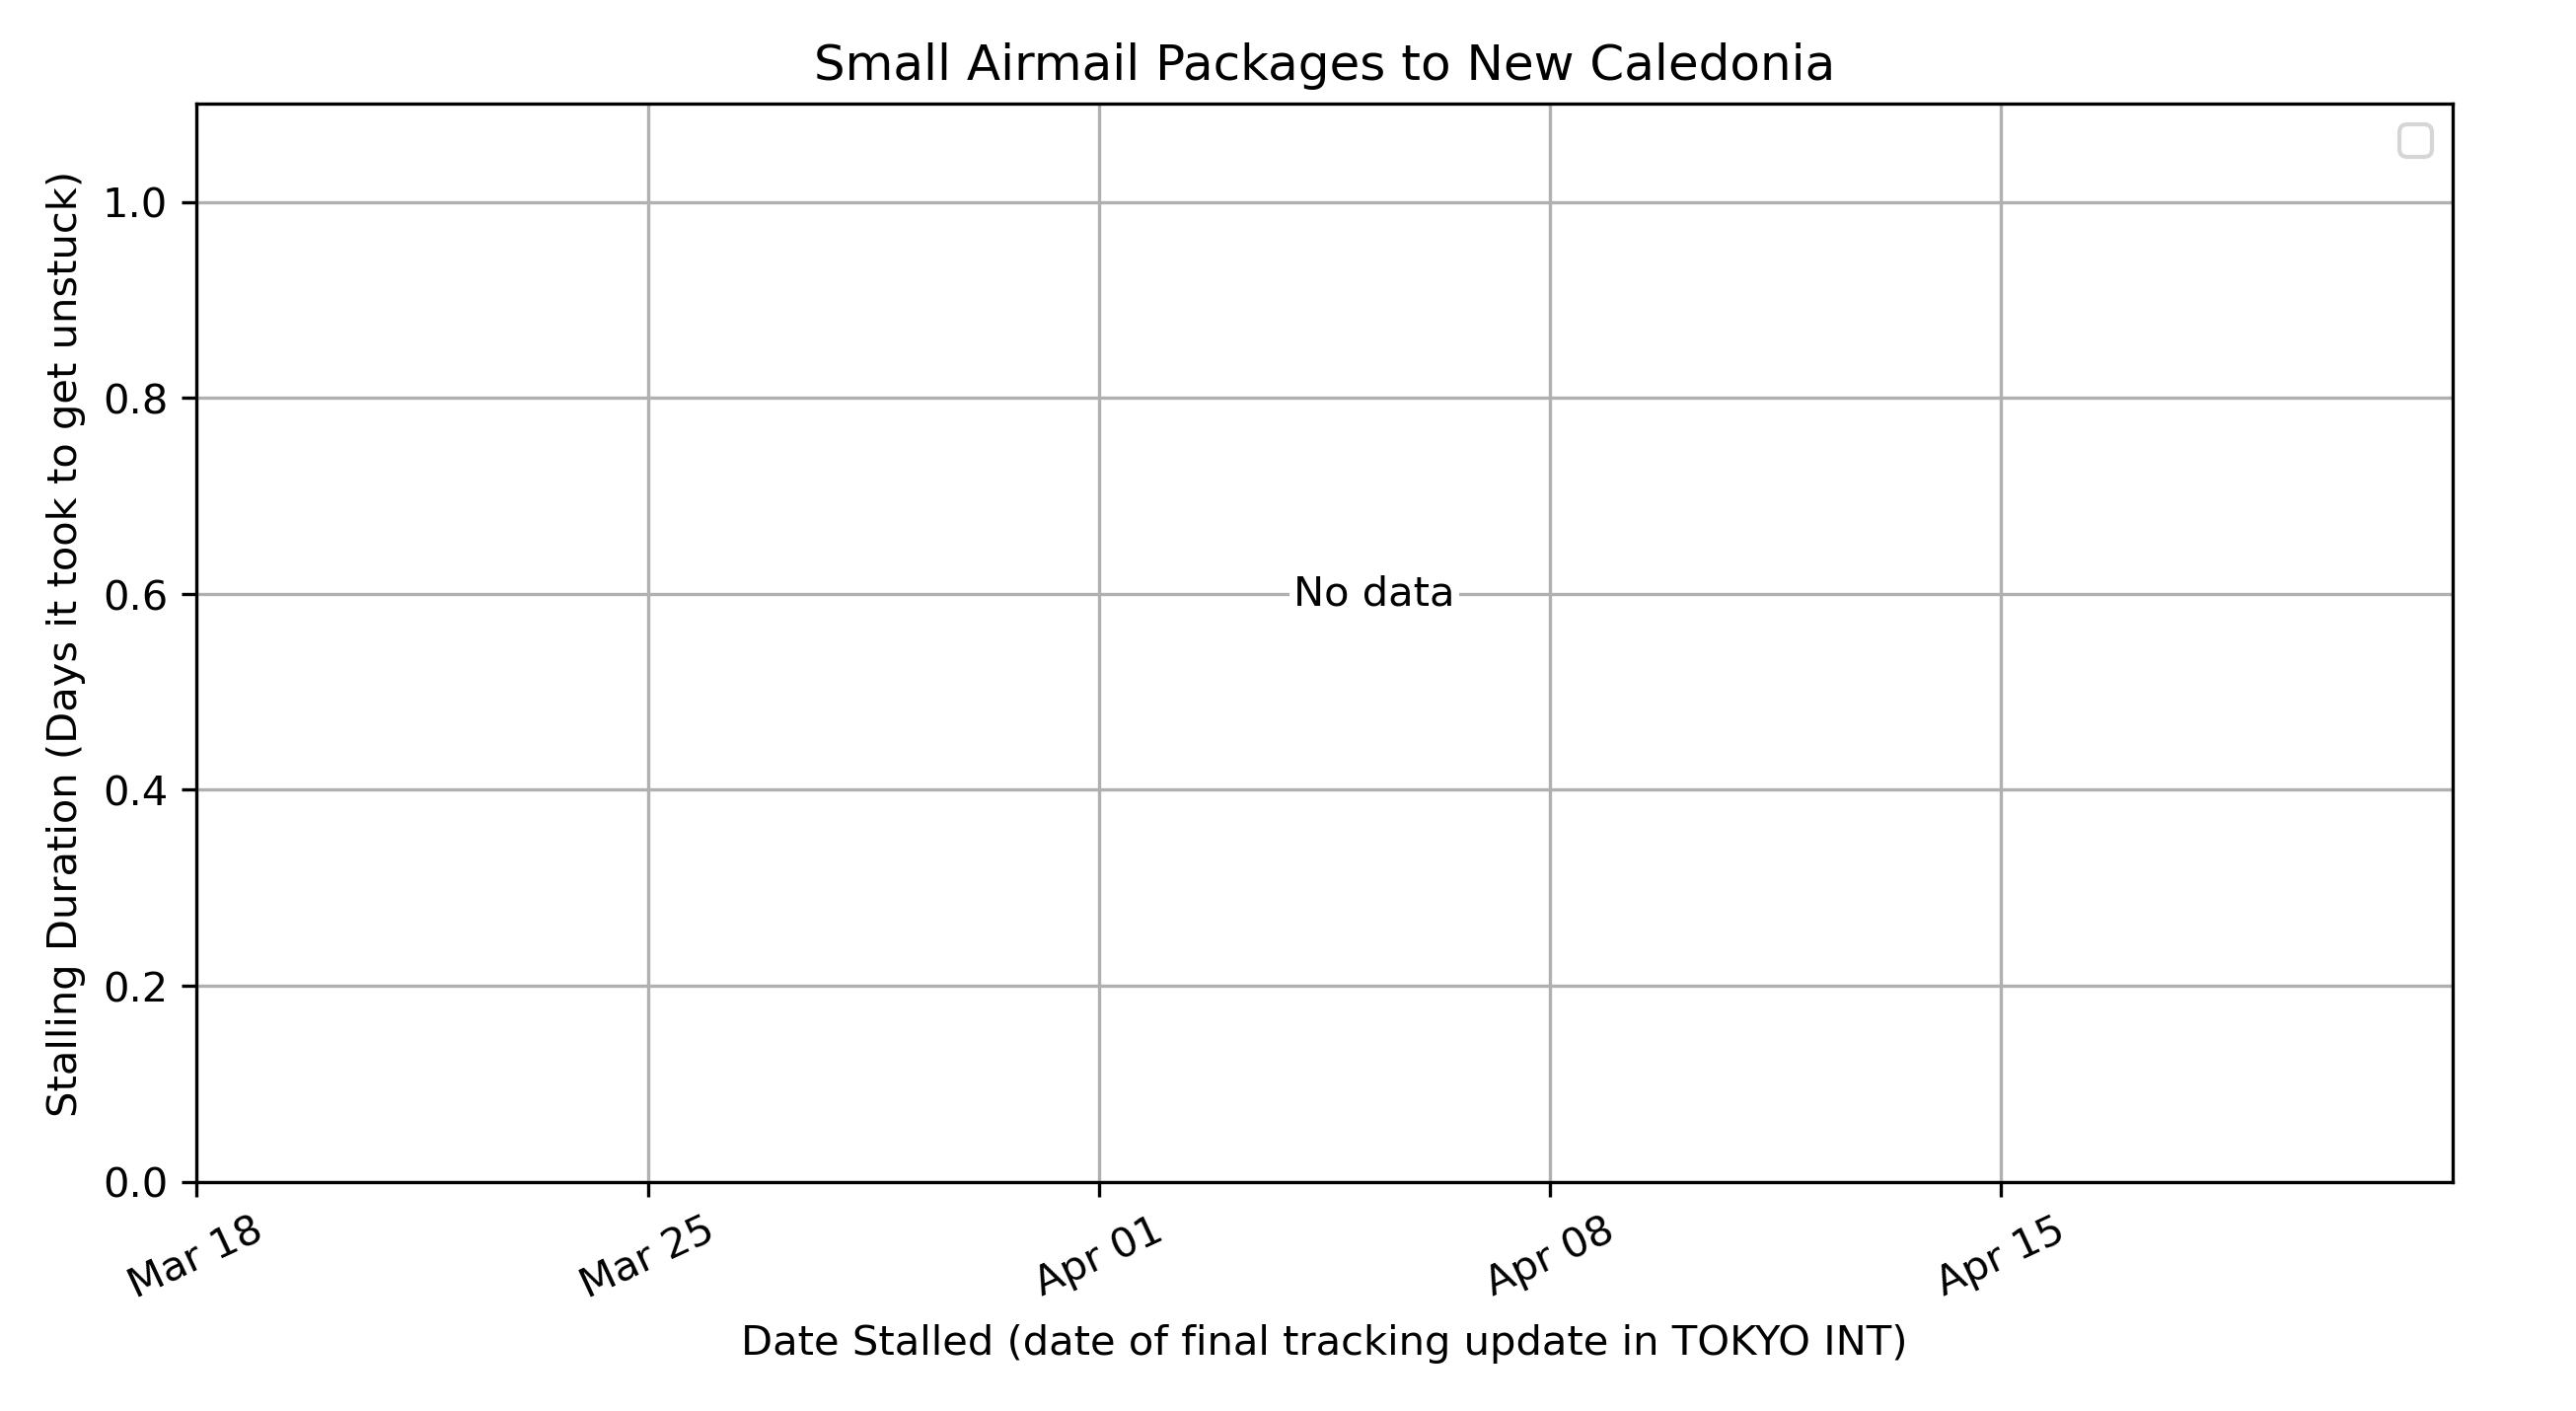 Small Airmail Packages to New Caledonia
Stalling Duration (Days it took to get unstuck)
1.0
0.8
0.6
0.4
0.2
0.0
No data
Mar 18
Mar 25
Apr 01
Apr 08
Apr 15
Date Stalled (date of final tracking update in TOKYO INT)